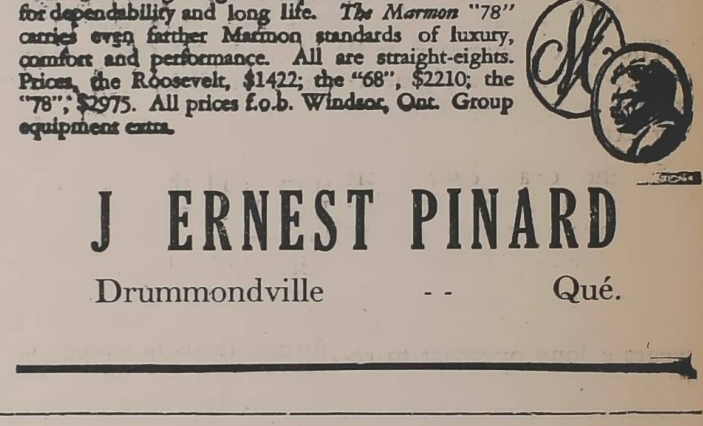 for dependability and long life. The Marmon "78"
carries even farther Marmon standards of luxury,
comfort and performance. All are straight-eights.
Prices, the Roosevelt, $1422; the "68", $2210; the
"78", $2975. All prices f.o.b. Windsor, Ont. Group
equipment extra.
M
J ERNEST PINARD
Drummondville -- Qué.